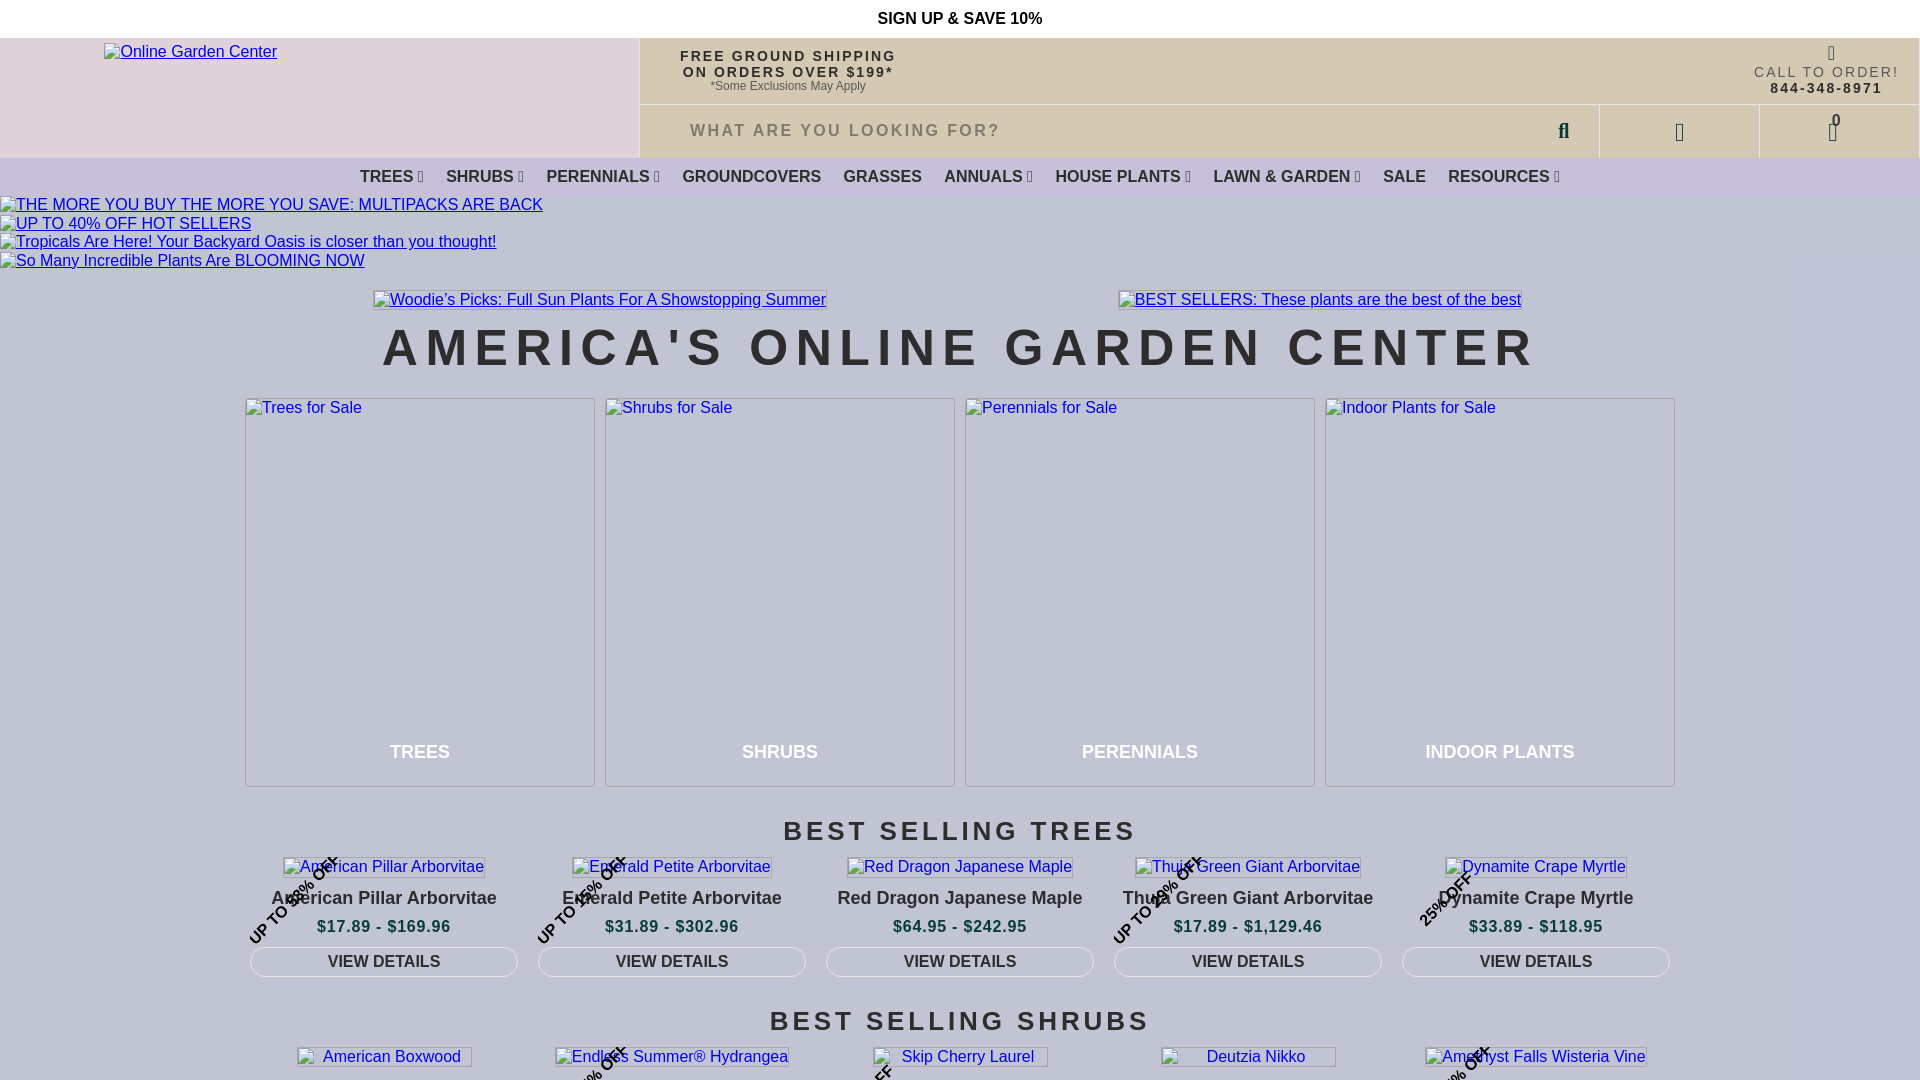 SIGN UP & SAVE 10%
Online Garden Center
FREE GROUND SHIPPING
ON ORDERS OVER $199*
*Some Exclusions May Apply
CALL TO ORDER!
844-348-8971
WHAT ARE YOU LOOKING FOR?
0
TREES SHRUBS PERENNIALS GROUNDCOVERS GRASSES ANNUALS HOUSE PLANTS LAWN & GARDEN SALE RESOURCES
THE MORE YOU BUY THE MORE YOU SAVE: MULTIPACKS ARE BACK
UP TO 40% OFF HOT SELLERS
Tropicals Are Here! Your Backyard Oasis is closer than you thought!
So Many Incredible Plants Are BLOOMING NOW
Woodie’s Picks: Full Sun Plants For A Showstopping Summer
BEST SELLERS: These plants are the best of the best
AMERICA'S ONLINE GARDEN CENTER
Trees for Sale
Shrubs for Sale
Perennials for Sale
Indoor Plants for Sale
TREES
SHRUBS
PERENNIALS
INDOOR PLANTS
BEST SELLING TREES
American Pillar Arborvitae
UP TO 38% OFF
American Pillar Arborvitae
$17.89 - $169.96
VIEW DETAILS
Emerald Petite Arborvitae
UP TO 15% OFF
Emerald Petite Arborvitae
$31.89 - $302.96
VIEW DETAILS
Red Dragon Japanese Maple
Red Dragon Japanese Maple
$64.95 - $242.95
VIEW DETAILS
Thuja Green Giant Arborvitae
UP TO 29% OFF
Thuja Green Giant Arborvitae
$17.89 - $1,129.46
VIEW DETAILS
Dynamite Crape Myrtle
25% OFF
Dynamite Crape Myrtle
$33.89 - $118.95
VIEW DETAILS
BEST SELLING SHRUBS
American Boxwood
Endless Summer® Hydrangea
OFF
Skip Cherry Laurel
Deutzia Nikko
Amethyst Falls Wisteria Vine
OFF